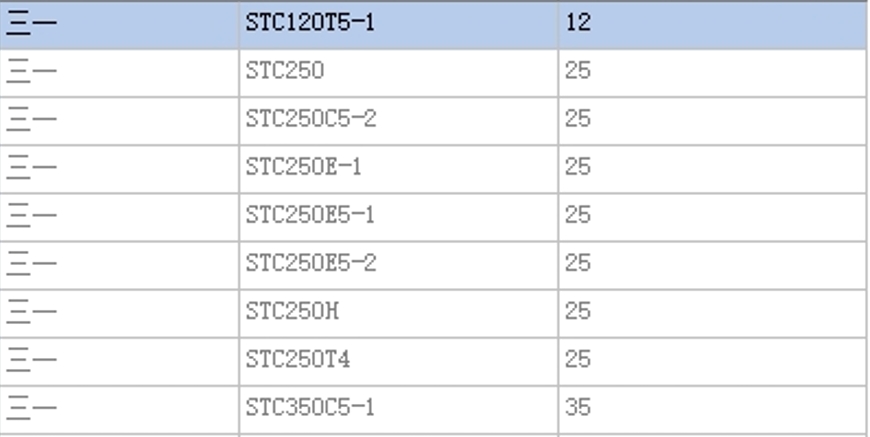 三一 STC120T5-1 12
三一 STC250 25
三一 STC250C5-2 25
三一 STC250E-1 25
三一 STC250E5-1 25
三一 STC250E5-2 25
三一 STC250H 25
三一 STC250T4 25
三一 STC350C5-1 35